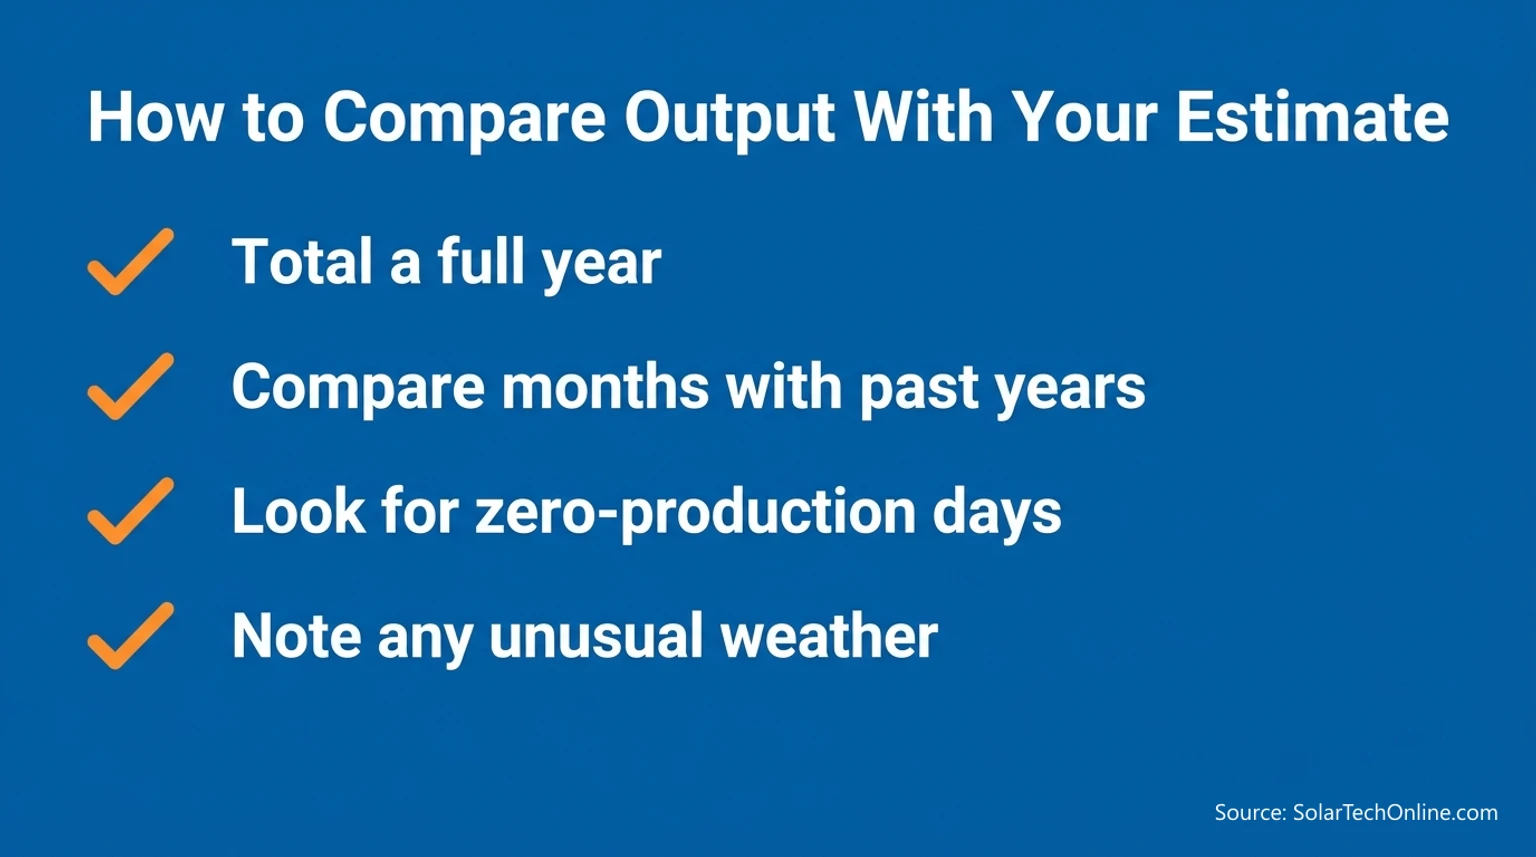 How to Compare Output With Your Estimate
Total a full year
Compare months with past years
Look for zero-production days
Note any unusual weather
Source: SolarTechOnline.com